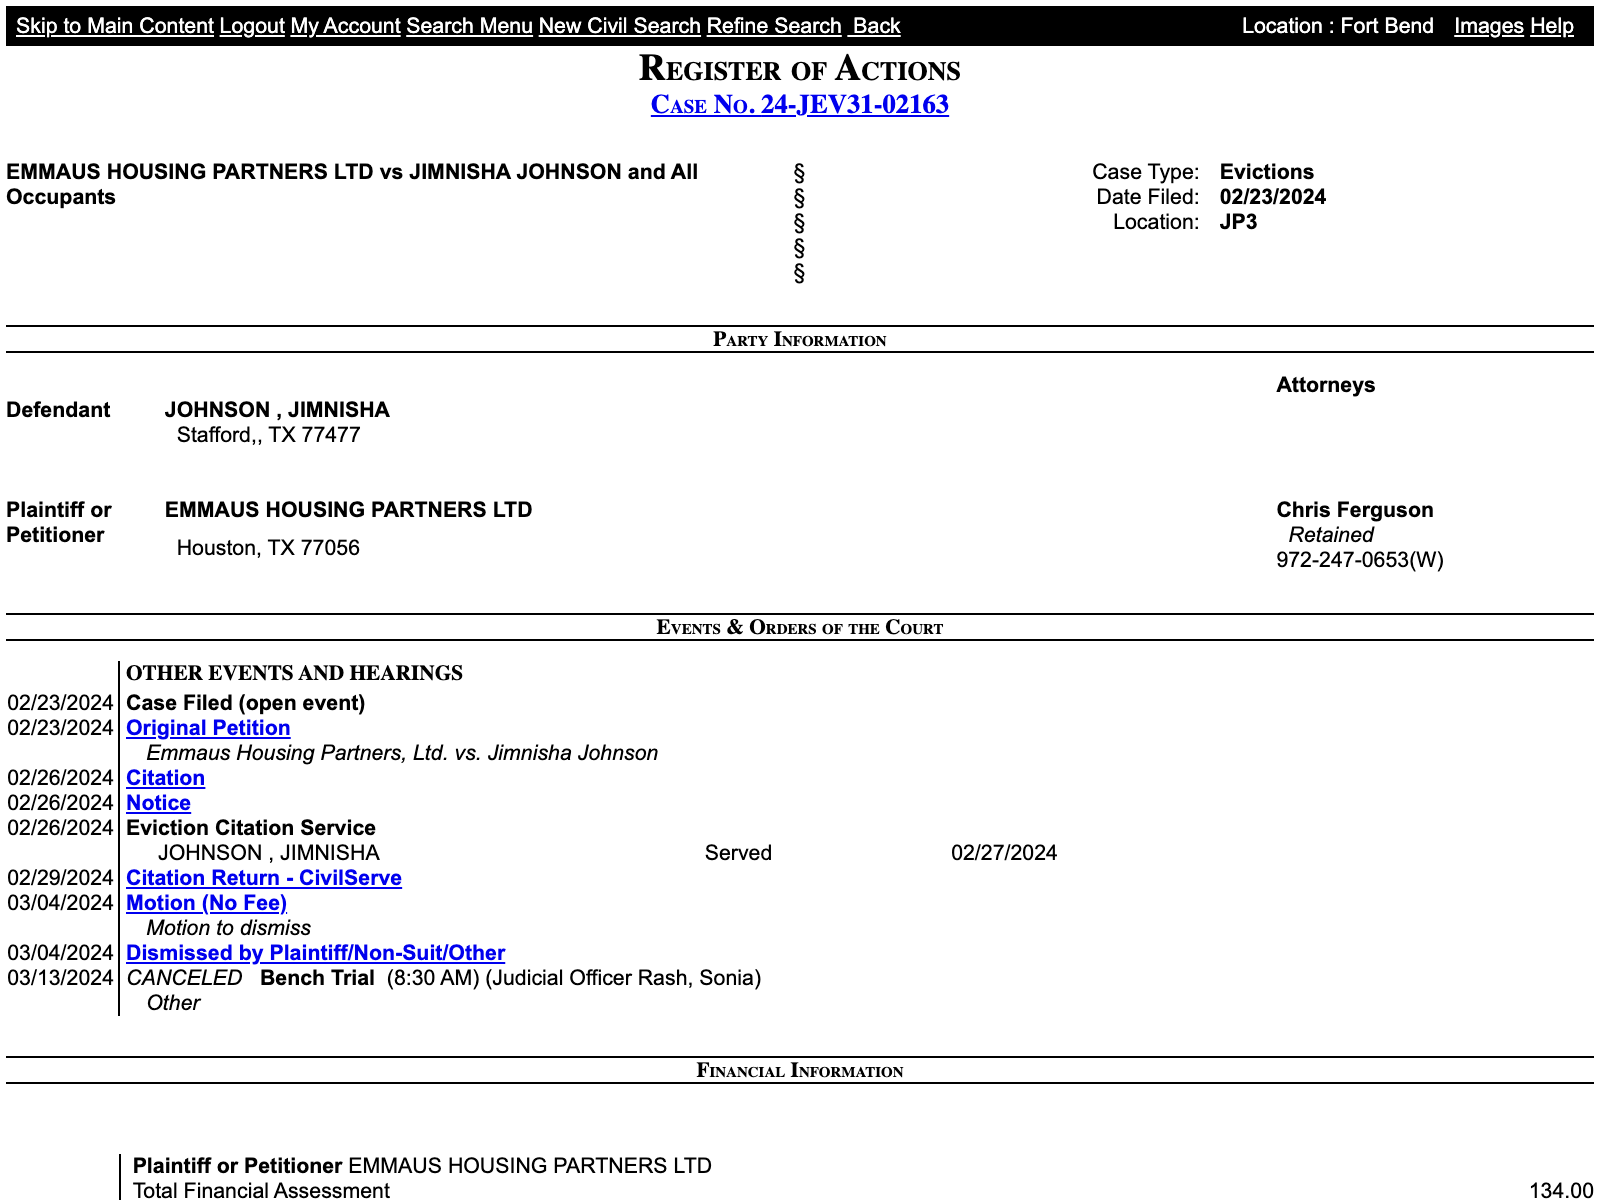 Skip to Main Content Logout My Account Search Menu New Civil Search Refine Search Back Location : Fort Bend Images Help
Register of Actions
Case No. 24-JEV31-02163
EMMAUS HOUSING PARTNERS LTD vs JIMNISHA JOHNSON and All
Occupants
§
§
§
§
§
Case Type: Evictions
Date Filed: 02/23/2024
Location: JP3
Party Information
Attorneys
Defendant JOHNSON , JIMNISHA
Stafford,, TX 77477
Plaintiff or
Petitioner
EMMAUS HOUSING PARTNERS LTD
Houston, TX 77056
Chris Ferguson
Retained
972-247-0653(W)
Events & Orders of the Court
OTHER EVENTS AND HEARINGS
02/23/2024 Case Filed (open event)
02/23/2024 Original Petition
Emmaus Housing Partners, Ltd. vs. Jimnisha Johnson
02/26/2024 Citation
02/26/2024 Notice
02/26/2024 Eviction Citation Service
JOHNSON , JIMNISHA Served 02/27/2024
02/29/2024 Citation Return - CivilServe
03/04/2024 Motion (No Fee)
Motion to dismiss
03/04/2024 Dismissed by Plaintiff/Non-Suit/Other
03/13/2024 CANCELED Bench Trial (8:30 AM) (Judicial Officer Rash, Sonia)
Other
Financial Information
Plaintiff or Petitioner EMMAUS HOUSING PARTNERS LTD
Total Financial Assessment 134.00